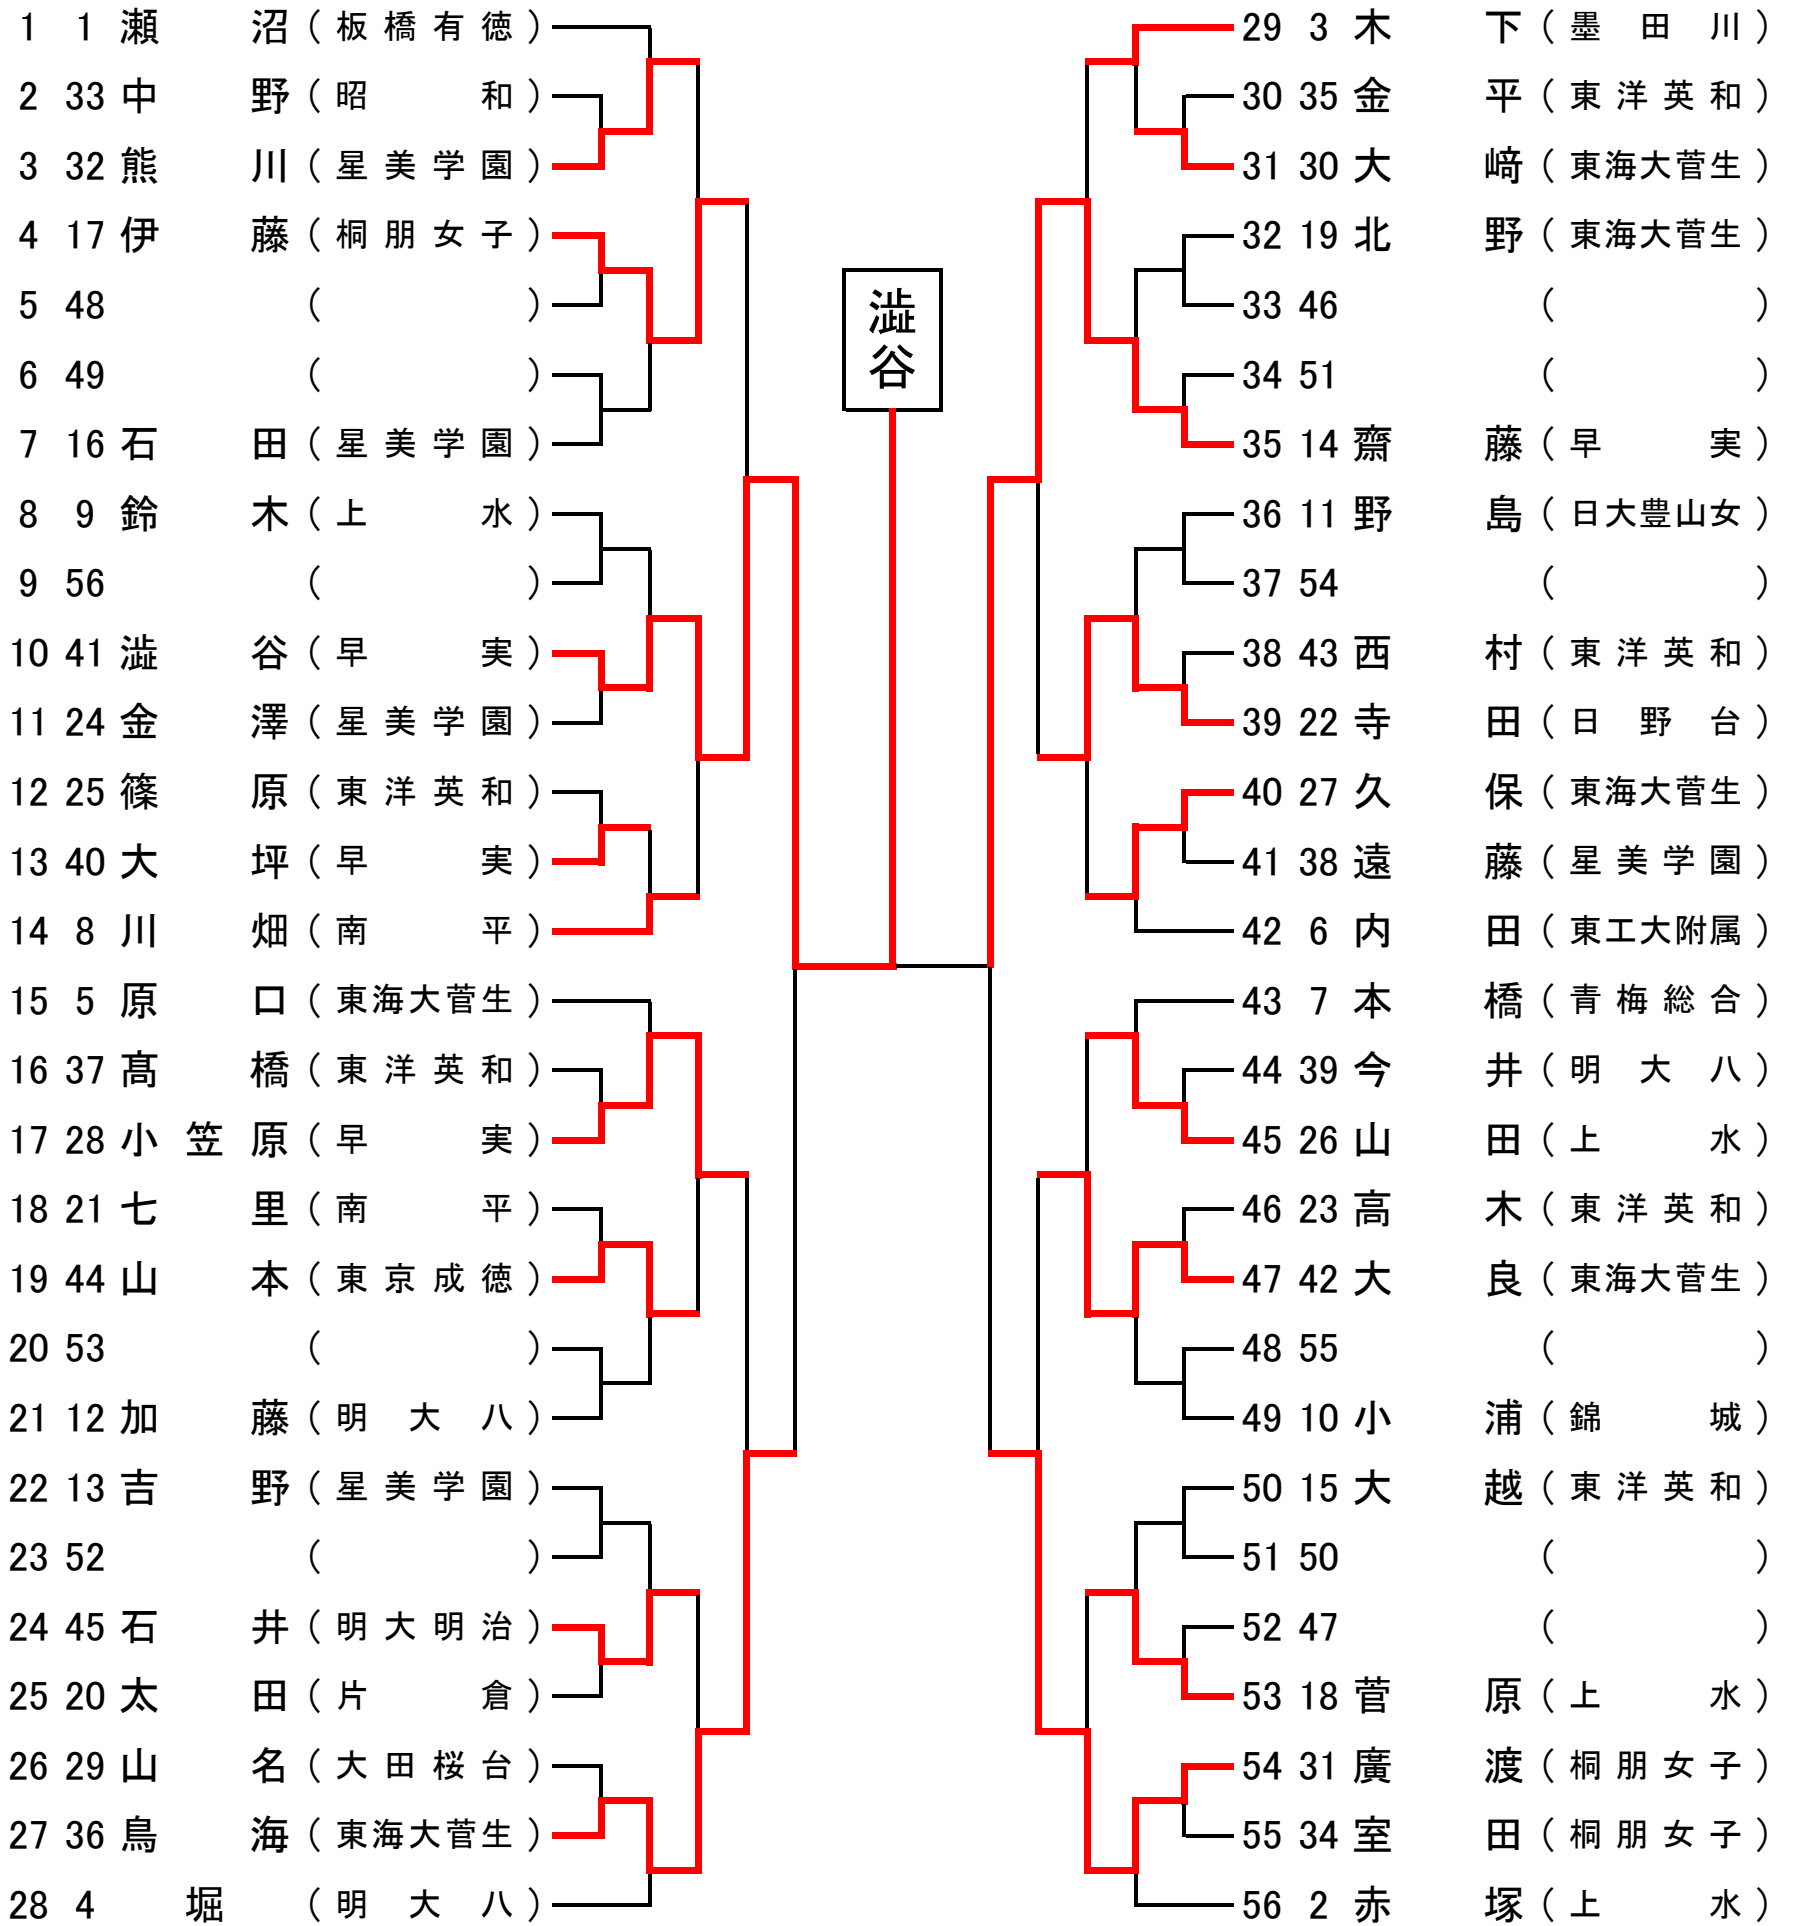 1 1 瀬 沼 ( 板 橋 有 徳 )
2 33 中 野 ( 昭 和 )
3 32 熊 川 ( 星 美 学 園 )
4 17 伊 藤 ( 桐 朋 女 子 )
5 48 ( )
6 49 ( )
7 16 石 田 ( 星 美 学 園 )
8 9 鈴 木 ( 上 水 )
9 56 ( )
10 41 澁 谷 ( 早 実 )
11 24 金 澤 ( 星 美 学 園 )
12 25 篠 原 ( 東 洋 英 和 )
13 40 大 坪 ( 早 実 )
14 8 川 畑 ( 南 平 )
15 5 原 口 ( 東海大菅生 )
16 37 髙 橋 ( 東 洋 英 和 )
17 28 小 笠 原 ( 早 実 )
18 21 七 里 ( 南 平 )
19 44 山 本 ( 東 京 成 徳 )
20 53 ( )
21 12 加 藤 ( 明 大 八 )
22 13 吉 野 ( 星 美 学 園 )
23 52 ( )
24 45 石 井 ( 明 大 明 治 )
25 20 太 田 ( 片 倉 )
26 29 山 名 ( 大 田 桜 台 )
27 36 鳥 海 ( 東海大菅生 )
28 4 堀 ( 明 大 八 )
澁
谷
29 3 木 下 ( 墨 田 川 )
30 35 金 平 ( 東 洋 英 和 )
31 30 大 﨑 ( 東海大菅生 )
32 19 北 野 ( 東海大菅生 )
33 46 ( )
34 51 ( )
35 14 齋 藤 ( 早 実 )
36 11 野 島 ( 日大豊山女 )
37 54 ( )
38 43 西 村 ( 東 洋 英 和 )
39 22 寺 田 ( 日 野 台 )
40 27 久 保 ( 東海大菅生 )
41 38 遠 藤 ( 星 美 学 園 )
42 6 内 田 ( 東工大附属 )
43 7 本 橋 ( 青 梅 総 合 )
44 39 今 井 ( 明 大 八 )
45 26 山 田 ( 上 水 )
46 23 高 木 ( 東 洋 英 和 )
47 42 大 良 ( 東海大菅生 )
48 55 ( )
49 10 小 浦 ( 錦 城 )
50 15 大 越 ( 東 洋 英 和 )
51 50 ( )
52 47 ( )
53 18 菅 原 ( 上 水 )
54 31 廣 渡 ( 桐 朋 女 子 )
55 34 室 田 ( 桐 朋 女 子 )
56 2 赤 塚 ( 上 水 )